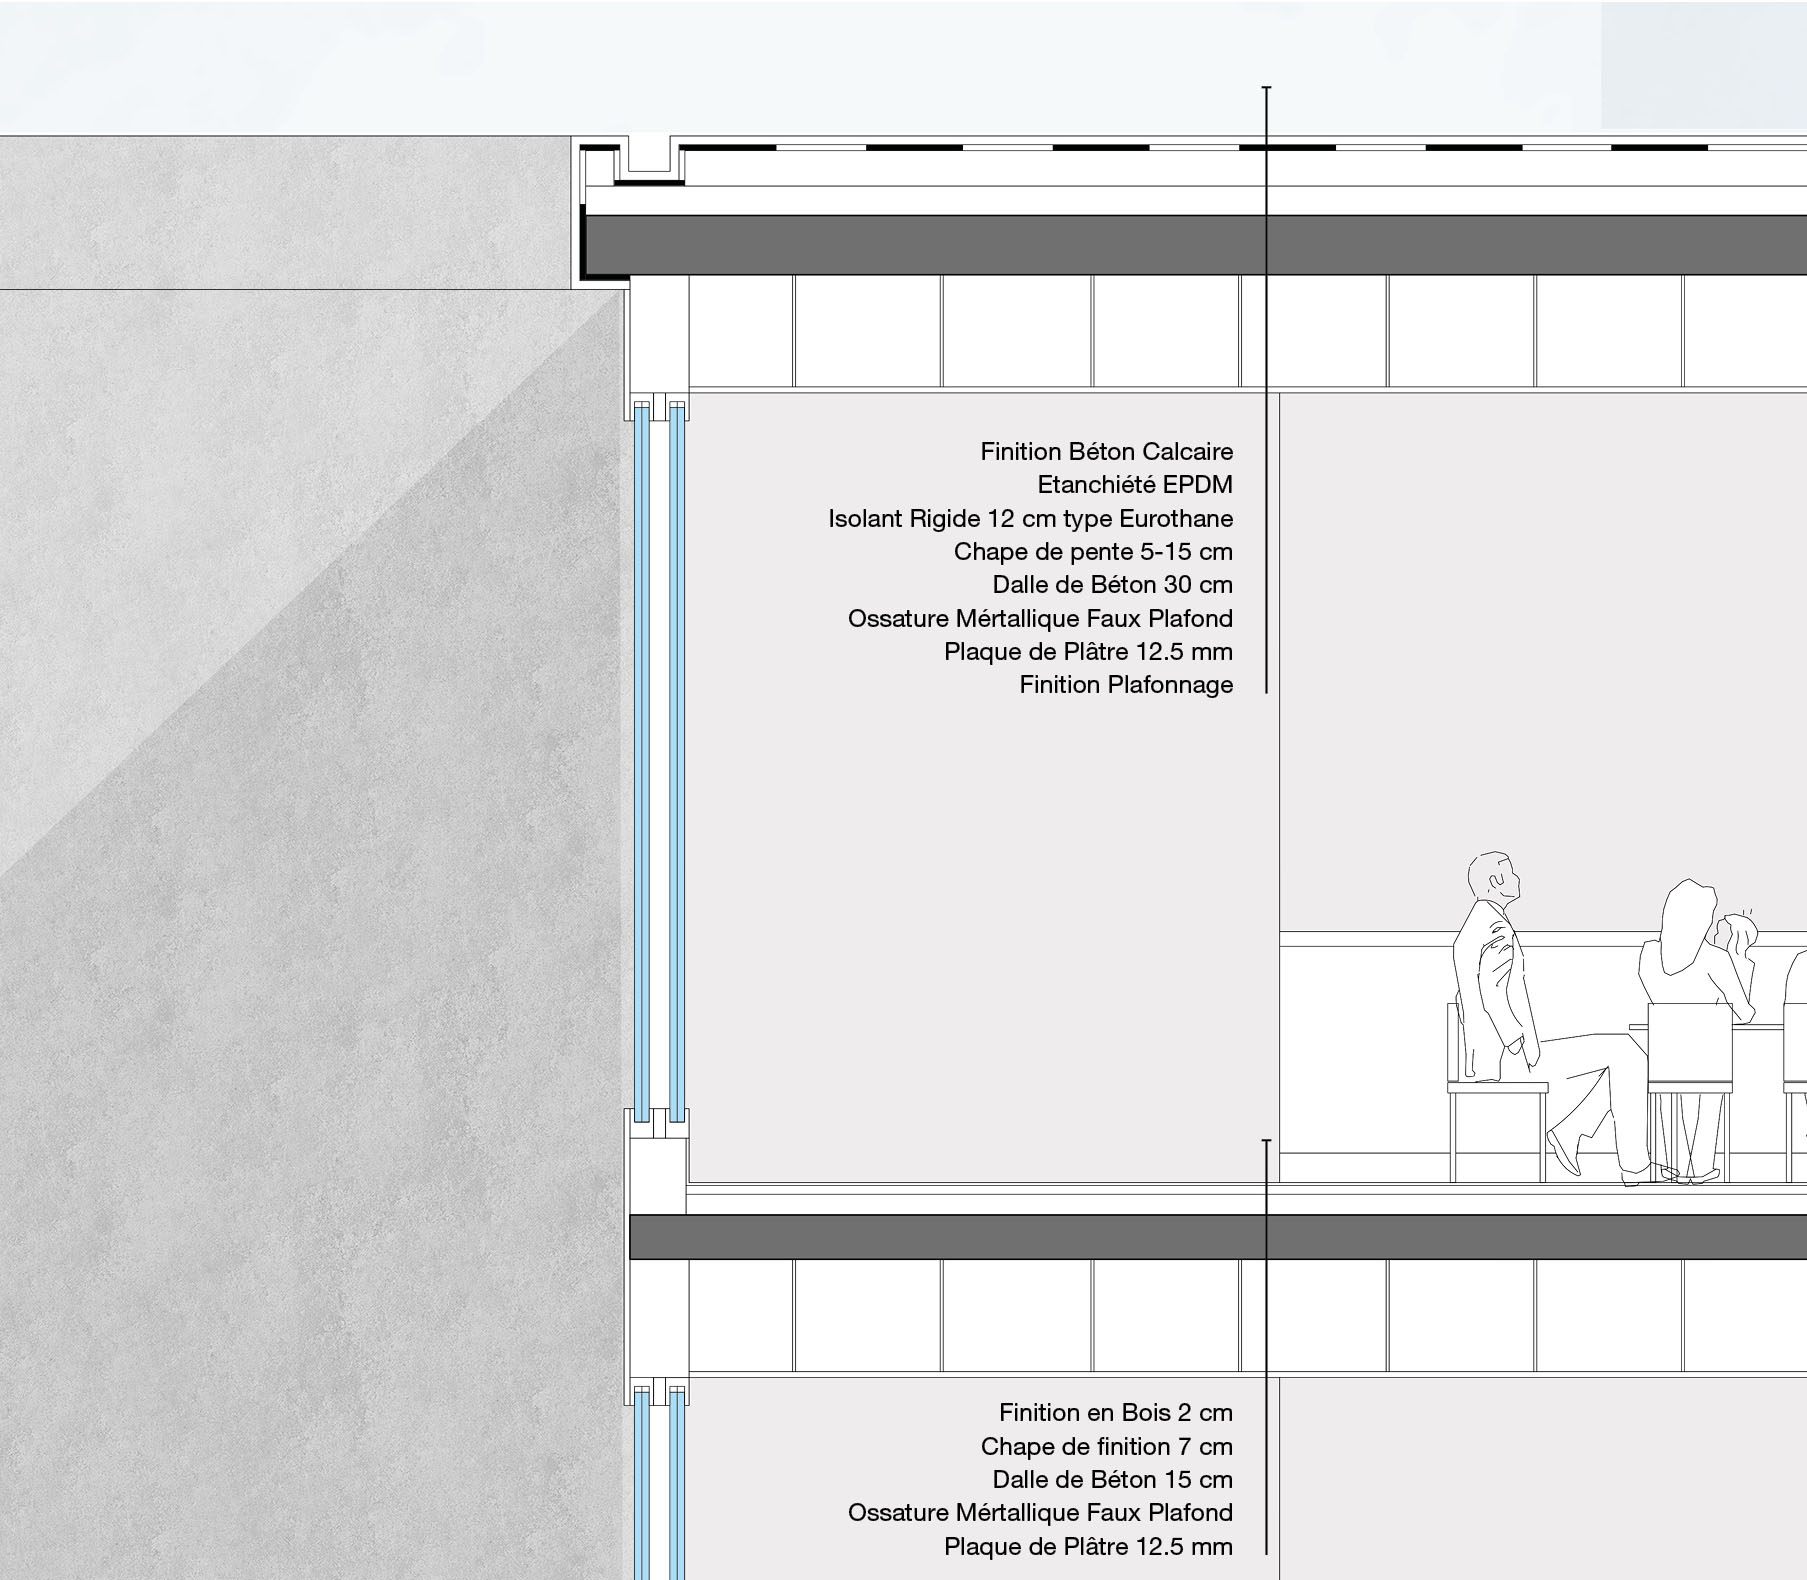 Finition Béton Calcaire
Etanchiété EPDM
Isolant Rigide 12 cm type Eurothane
Chape de pente 5-15 cm
Dalle de Béton 30 cm
Ossature Mértallique Faux Plafond
Plaque de Plâtre 12.5 mm
Finition Plafonnage
Finition en Bois 2 cm
Chape de finition 7 cm
Dalle de Béton 15 cm
Ossature Mértallique Faux Plafond
Plaque de Plâtre 12.5 mm